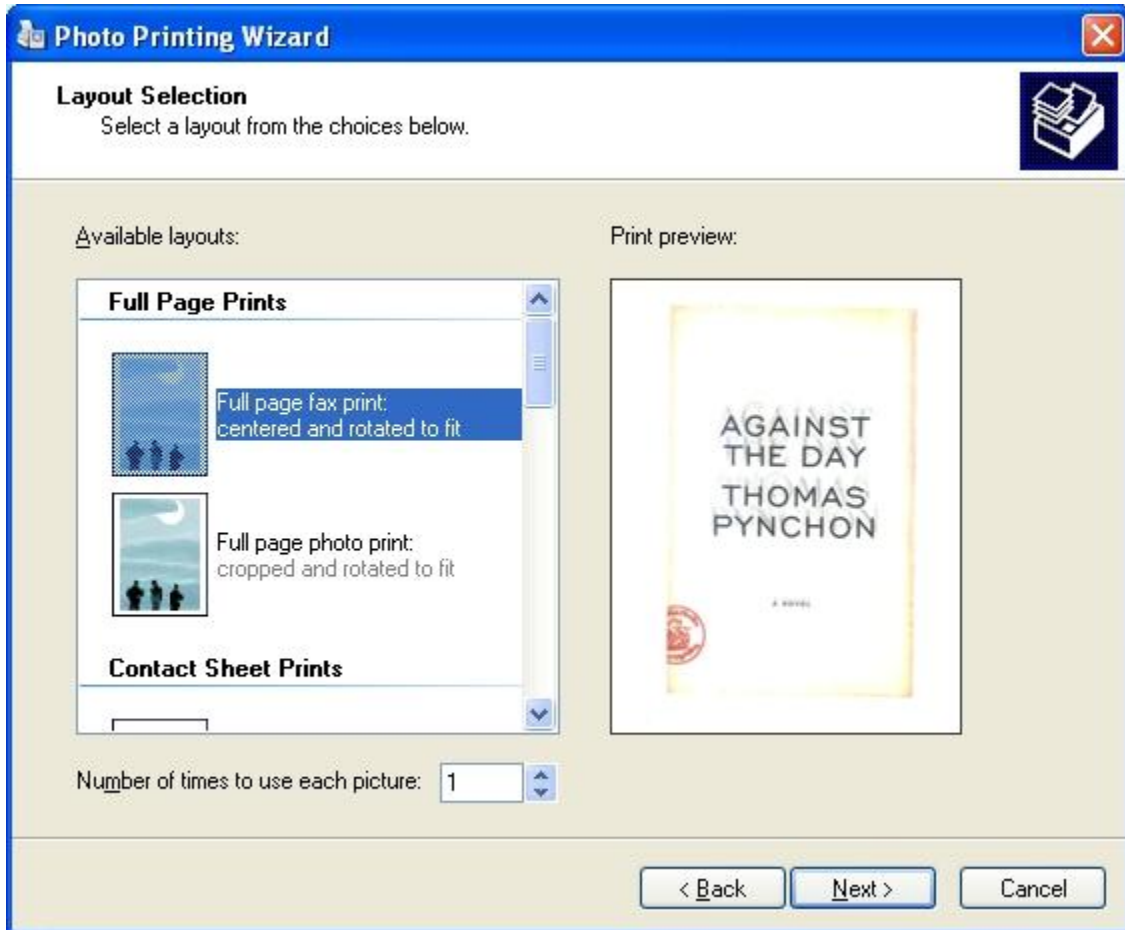 Photo Printing Wizard
Layout Selection
Select a layout from the choices below.
Available layouts:
Full Page Prints
Full page fax print:
centered and rotated to fit
Full page photo print:
cropped and rotated to fit
Contact Sheet Prints
Number of times to use each picture: 1
Print preview:
AGAINST
THE DAY
THOMAS
PYNCHON
A NOVEL
< Back
Next >
Cancel